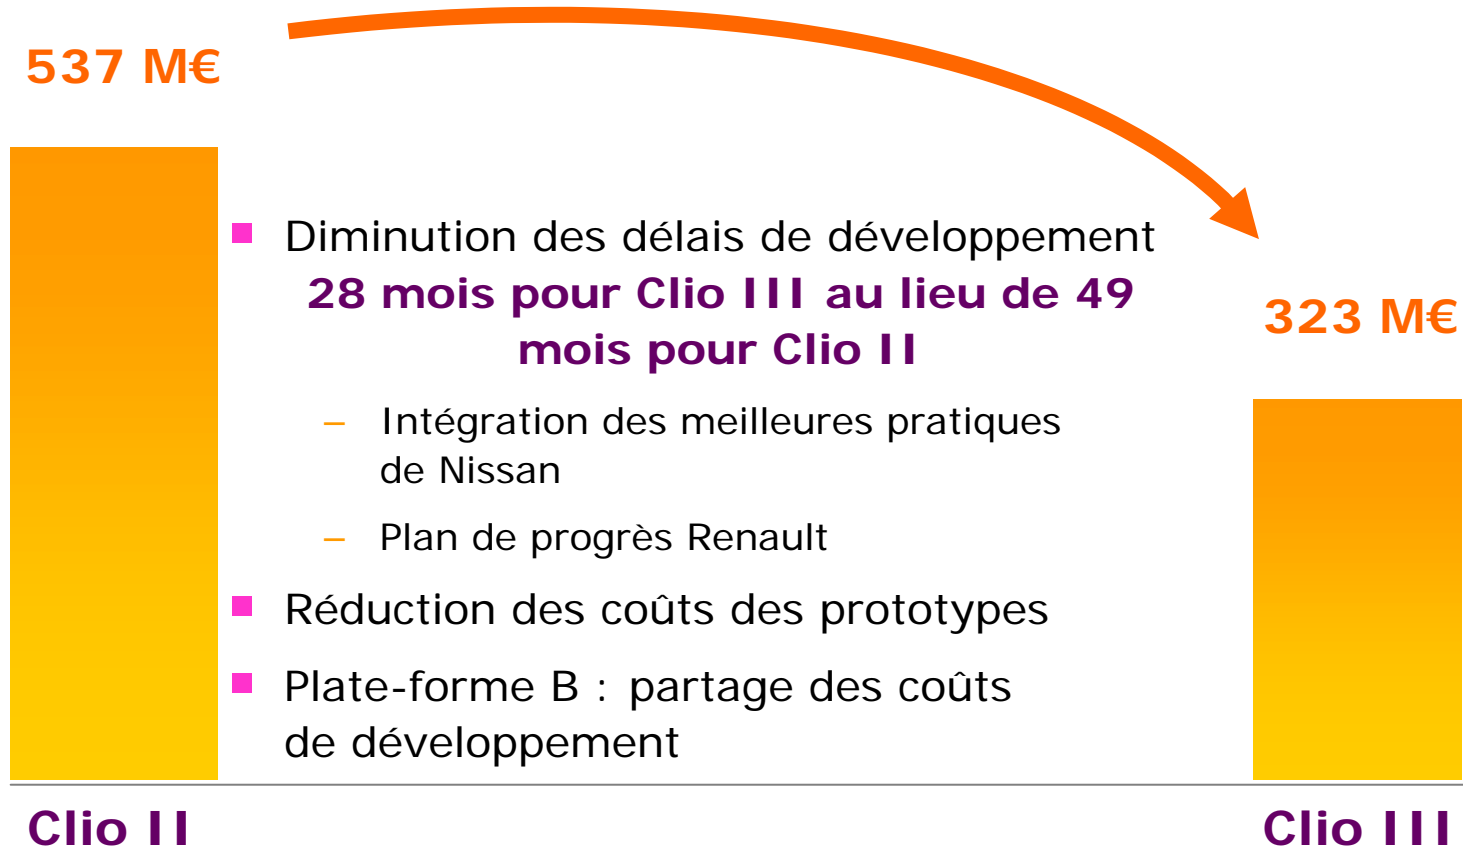 537 M€
■ Diminution des délais de développement
28 mois pour Clio III au lieu de 49
mois pour Clio II
– Intégration des meilleures pratiques
de Nissan
– Plan de progrès Renault
■ Réduction des coûts des prototypes
■ Plate-forme B : partage des coûts
de développement
323 M€
Clio II
Clio III